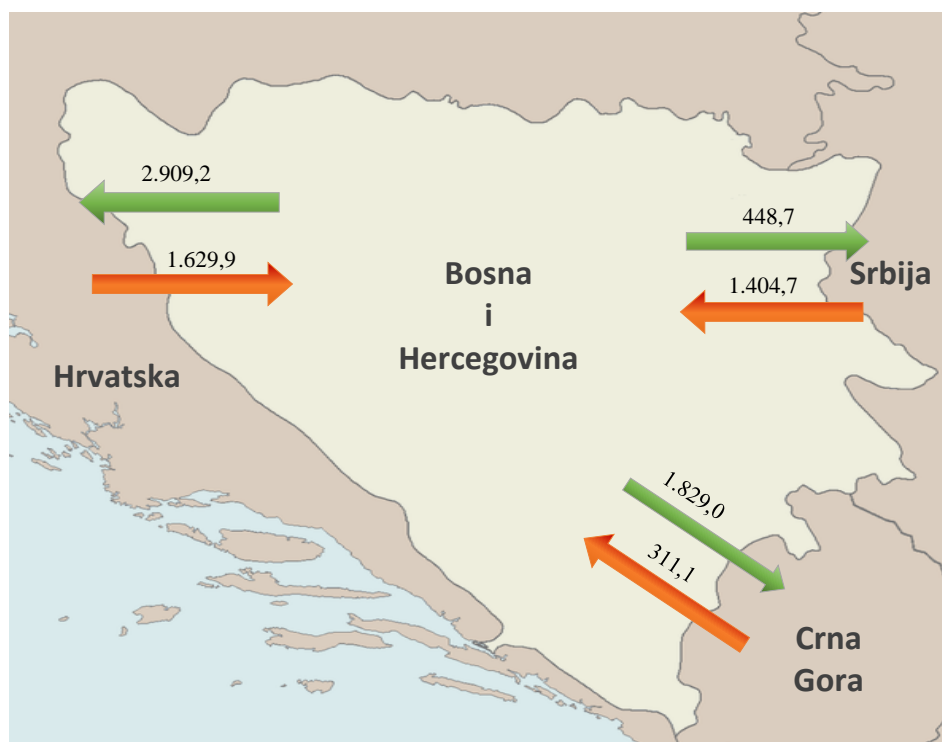 2.909,2
448,7
1.629,9
Bosna
i
Hercegovina
Srbija
1.404,7
Hrvatska
1.829,0
311,1
Crna
Gora